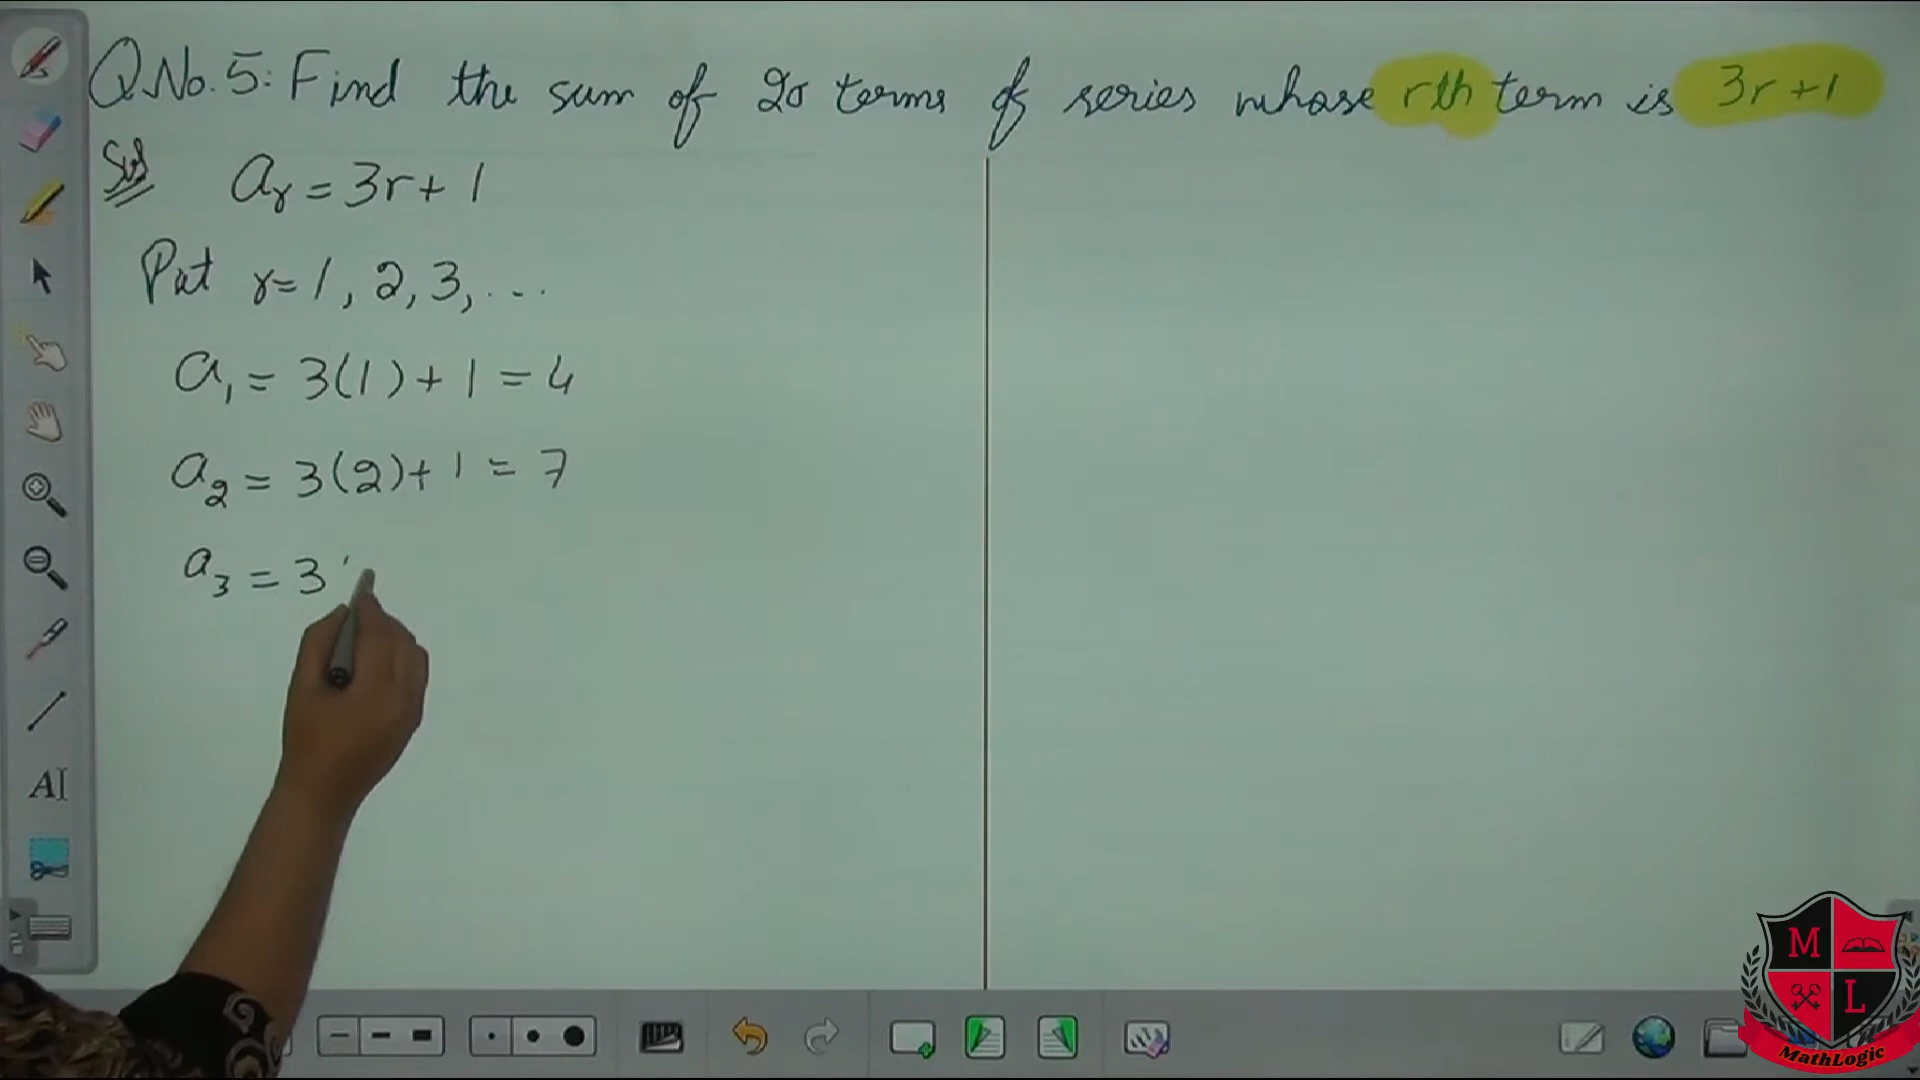 Q.No.5: Find the sum of 20 terms of series whose rth term is 3r+1
Sol
a_r = 3r + 1
Put r = 1, 2, 3, ...
a₁ = 3(1) + 1 = 4
a₂ = 3(2) + 1 = 7
a₃ = 3
AI
M
L
MathLogic